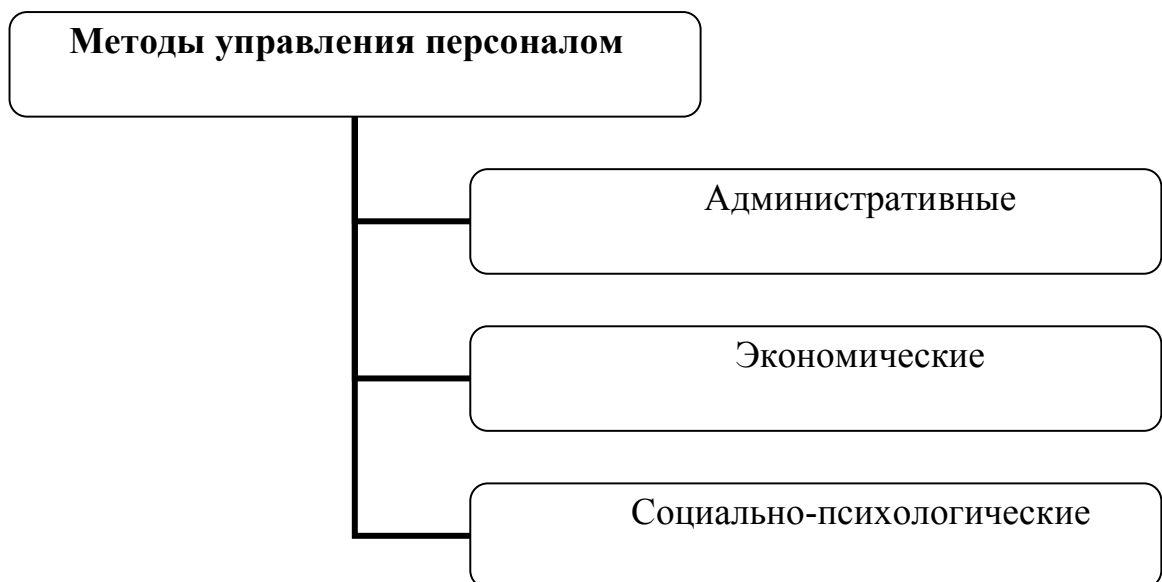 Методы управления персоналом
Административные
Экономические
Социально-психологические